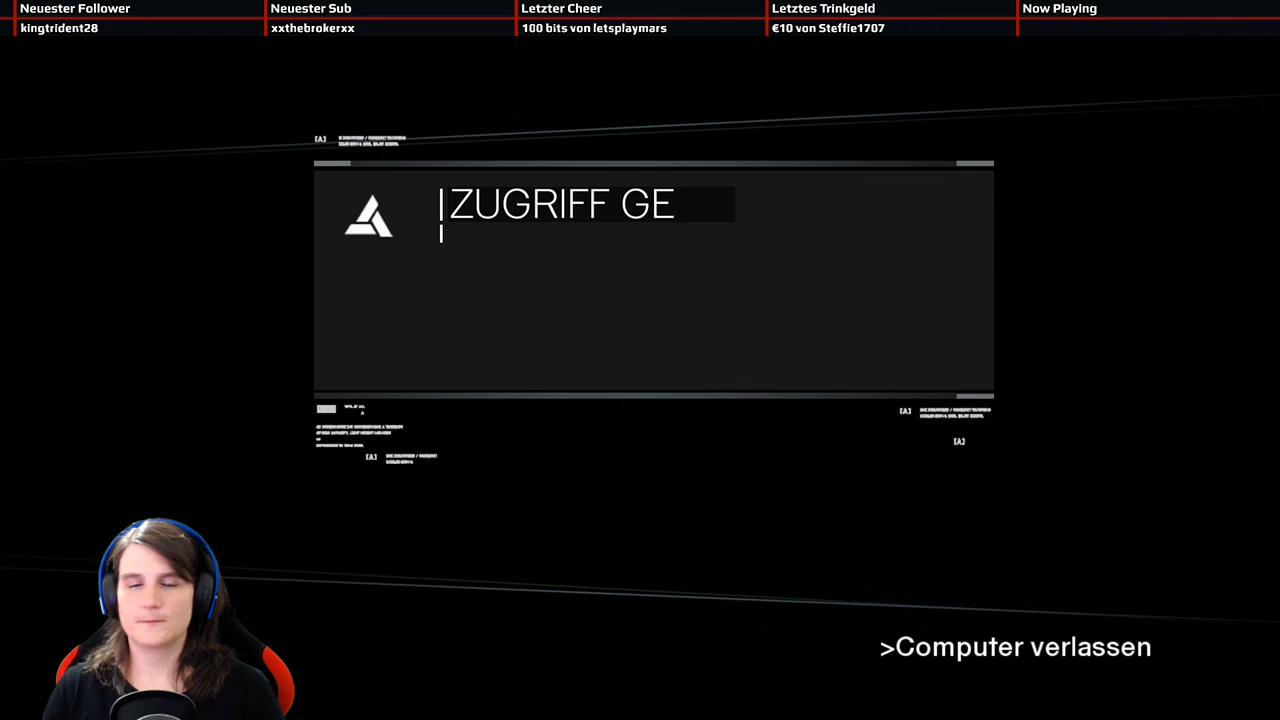 Neuester Follower
Neuester Sub
Letzter Cheer
Letztes Trinkgeld
Now Playing
kingtrident28
xxthebrokerxx
100 bits von letsplaymars
€10 von Steffie1707
[A]
ZUGRIFF GE
[A]
[A]
[A]
>Computer verlassen